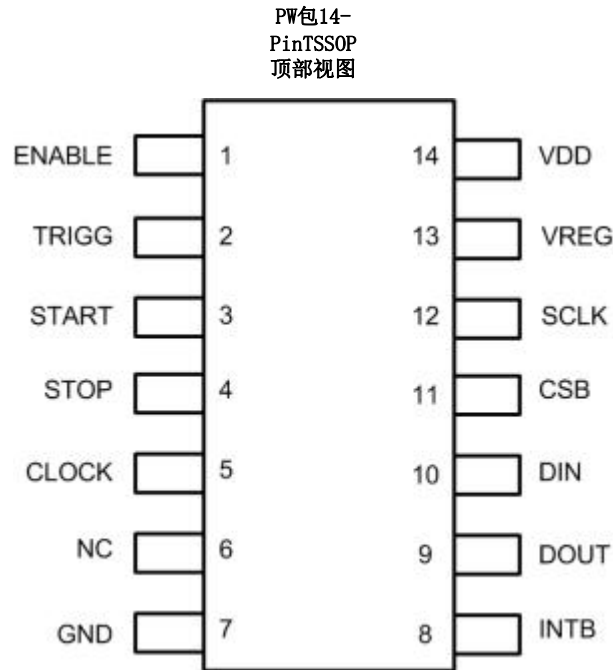 PW包14-
PinTSSOP
顶部视图
ENABLE 1 14 VDD
TRIGG 2 13 VREG
START 3 12 SCLK
STOP 4 11 CSB
CLOCK 5 10 DIN
NC 6 9 DOUT
GND 7 8 INTB